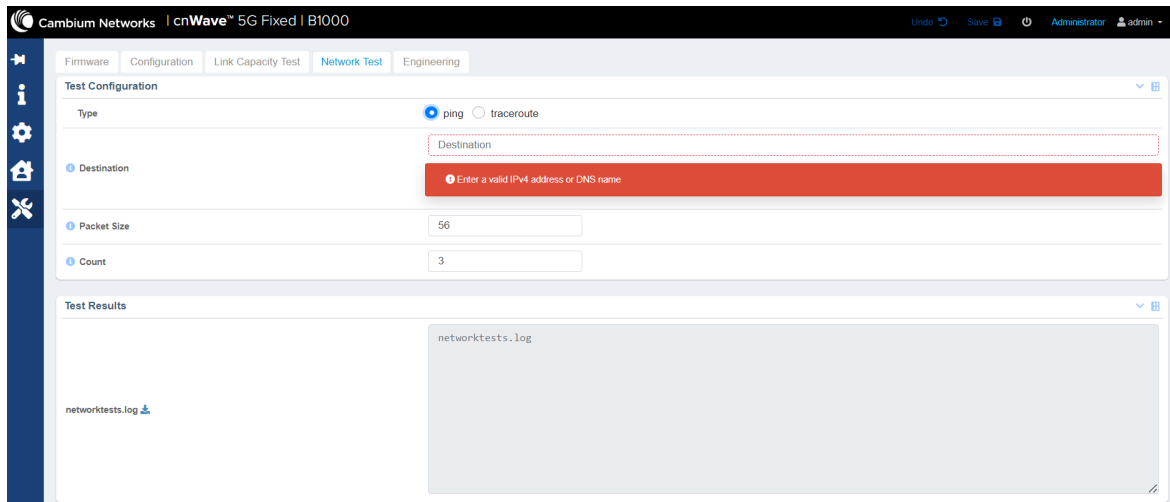 Cambium Networks | cnWave™ 5G Fixed | B1000
Undo Save Administrator admin
Firmware Configuration Link Capacity Test Network Test Engineering
Test Configuration
Type ping traceroute
Destination
Destination
Enter a valid IPv4 address or DNS name
Packet Size 56
Count 3
Test Results
networktests.log
networktests.log